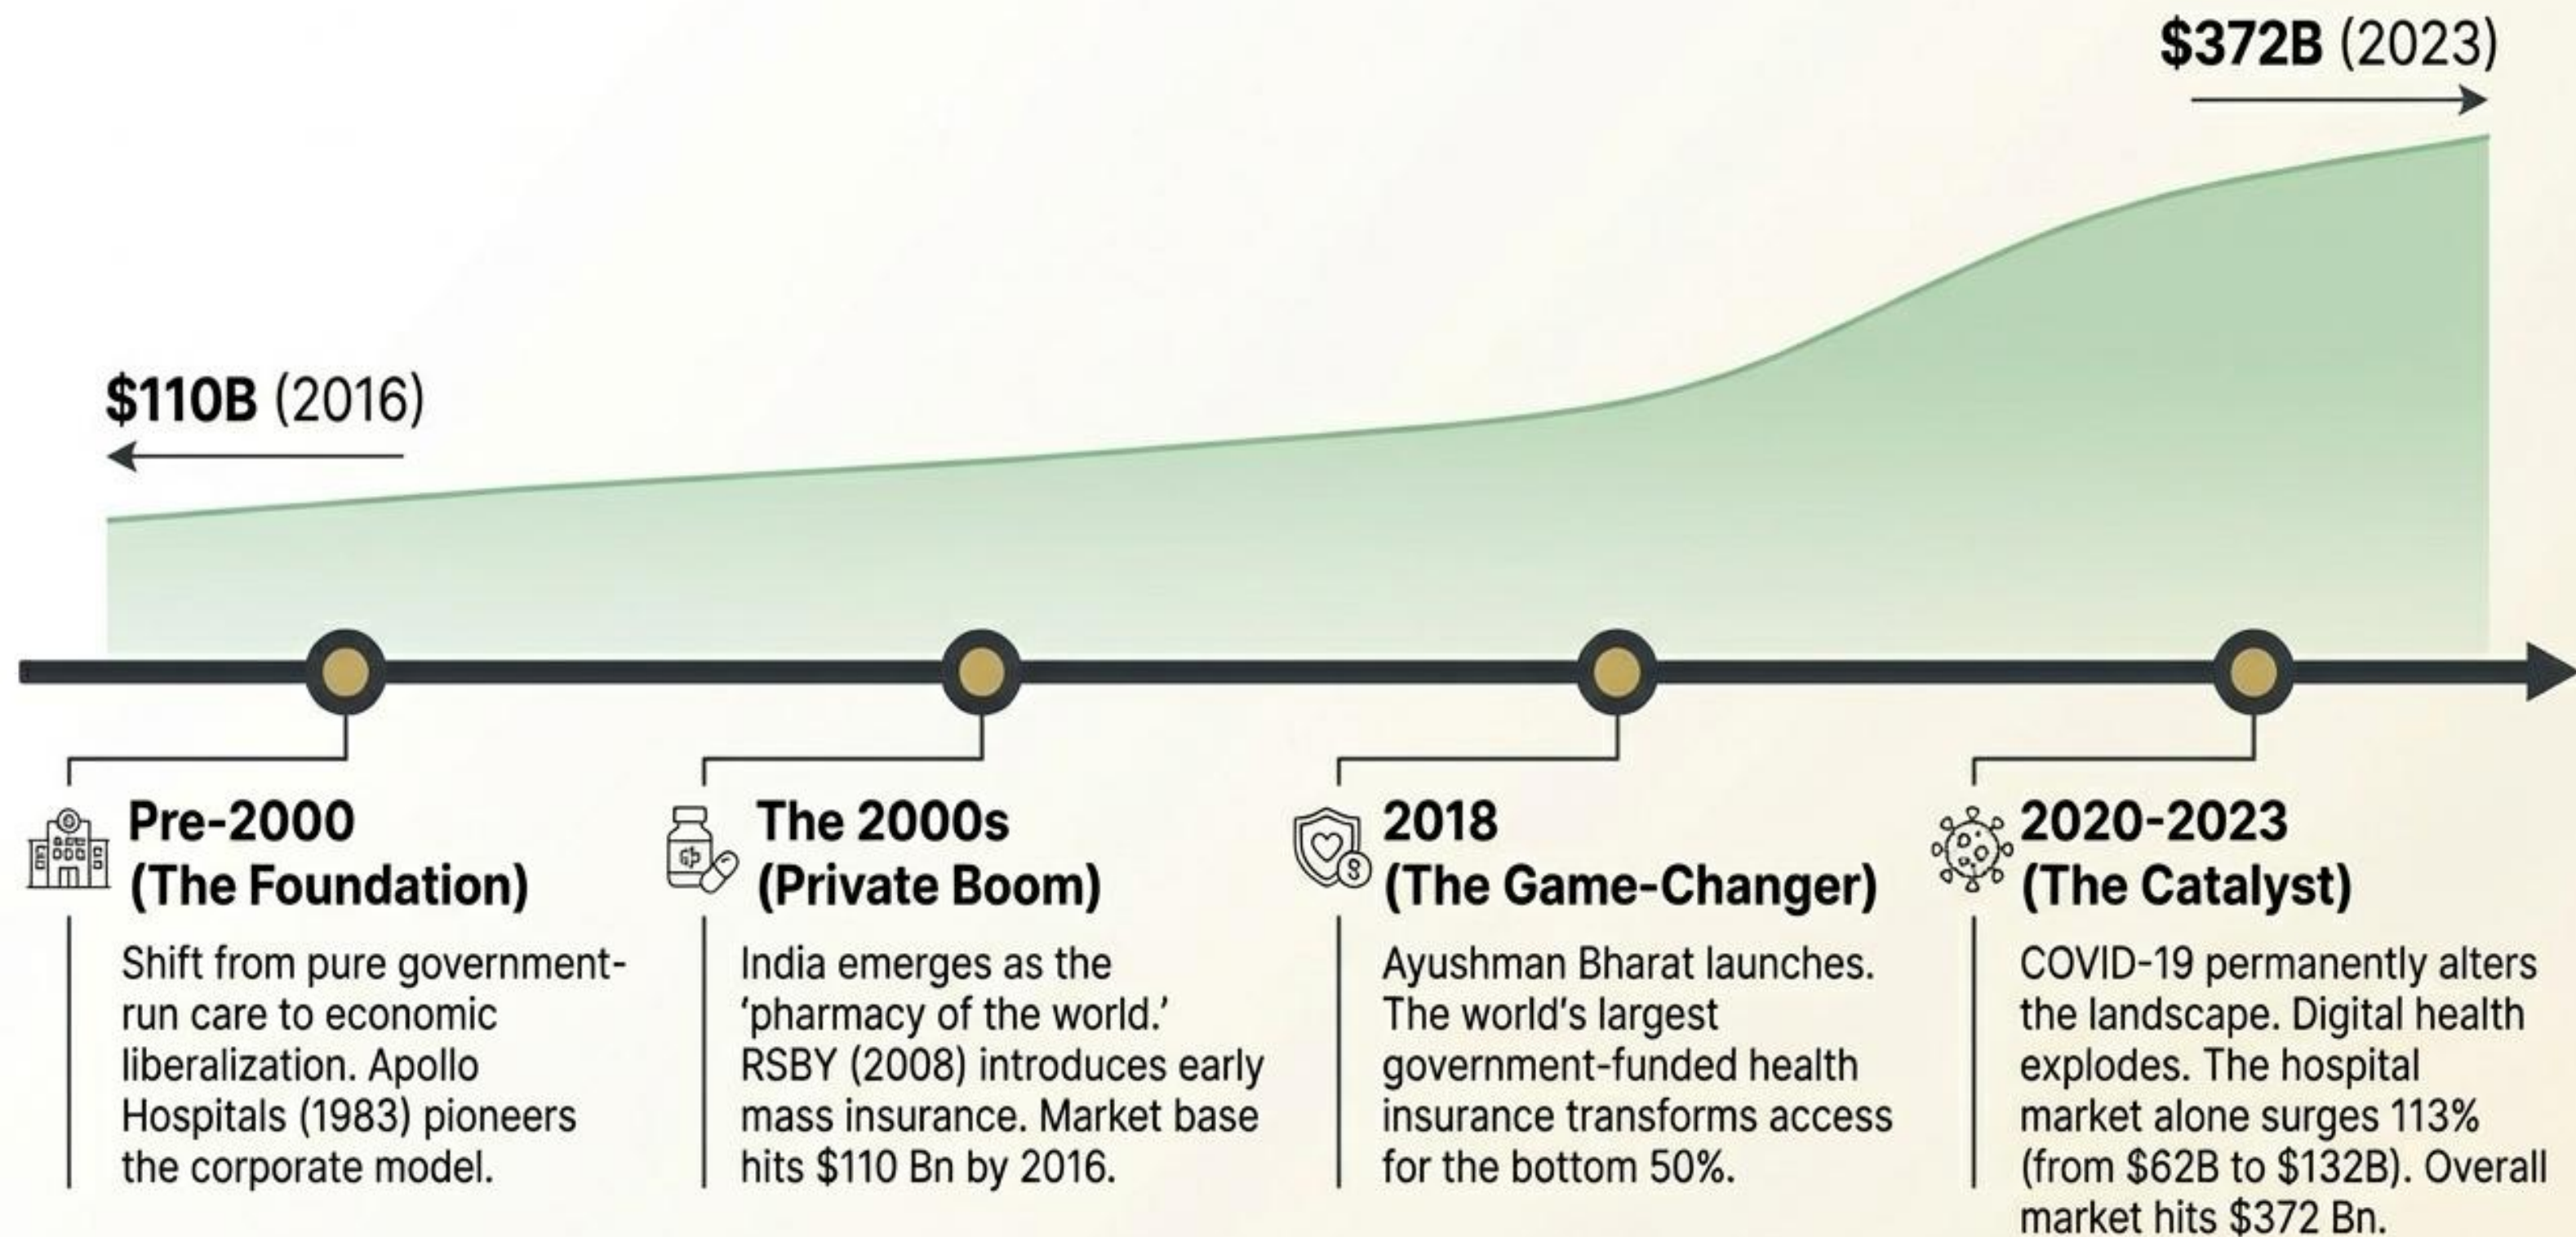 $372B (2023)
$110B (2016)
Pre-2000
(The Foundation)
Shift from pure government-
run care to economic
liberalization. Apollo
Hospitals (1983) pioneers
the corporate model.
The 2000s
(Private Boom)
India emerges as the
‘pharmacy of the world.’
RSBY (2008) introduces early
mass insurance. Market base
hits $110 Bn by 2016.
2018
(The Game-Changer)
Ayushman Bharat launches.
The world's largest
government-funded health
insurance transforms access
for the bottom 50%.
2020-2023
(The Catalyst)
COVID-19 permanently alters
the landscape. Digital health
explodes. The hospital
market alone surges 113%
(from $62B to $132B). Overall
market hits $372 Bn.